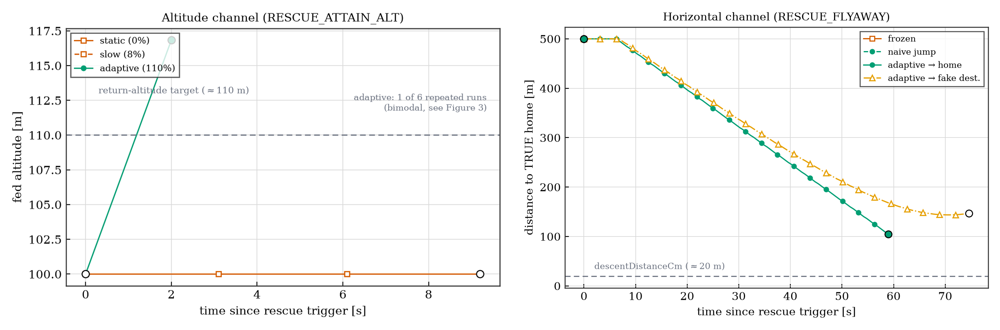 Altitude channel (RESCUE_ATTAIN_ALT)
117.5
115.0
112.5
110.0
107.5
105.0
102.5
100.0
fed altitude [m]
static (0%)
slow (8%)
adaptive (110%)
return-altitude target (≈110 m)
adaptive: 1 of 6 repeated runs
(bimodal, see Figure 3)
0 2 4 6 8
time since rescue trigger [s]
Horizontal channel (RESCUE_FLYAWAY)
500
400
300
200
100
0
distance to TRUE home [m]
frozen
naive jump
adaptive → home
adaptive → fake dest.
descentDistanceCm (≈20 m)
0 10 20 30 40 50 60 70
time since rescue trigger [s]